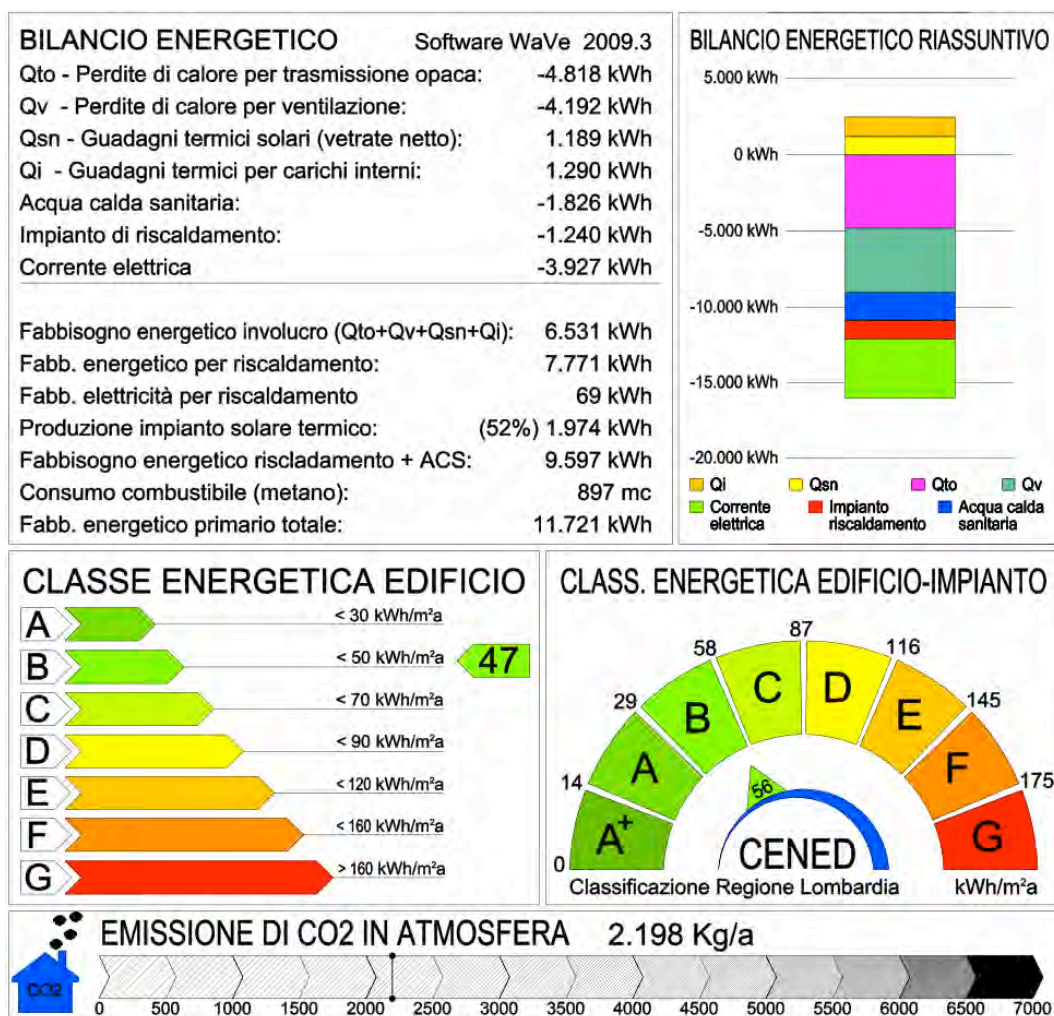 BILANCIO ENERGETICO Software WaVe 2009.3
Qto - Perdite di calore per trasmissione opaca: -4.818 kWh
Qv - Perdite di calore per ventilazione: -4.192 kWh
Qsn - Guadagni termici solari (vetrate netto): 1.189 kWh
Qi - Guadagni termici per carichi interni: 1.290 kWh
Acqua calda sanitaria: -1.826 kWh
Impianto di riscaldamento: -1.240 kWh
Corrente elettrica -3.927 kWh
Fabbisogno energetico involucro (Qto+Qv+Qsn+Qi): 6.531 kWh
Fabb. energetico per riscaldamento: 7.771 kWh
Fabb. elettricità per riscaldamento 69 kWh
Produzione impianto solare termico: (52%) 1.974 kWh
Fabbisogno energetico riscladamento + ACS: 9.597 kWh
Consumo combustibile (metano): 897 mc
Fabb. energetico primario totale: 11.721 kWh
BILANCIO ENERGETICO RIASSUNTIVO
5.000 kWh
0 kWh
-5.000 kWh
-10.000 kWh
-15.000 kWh
-20.000 kWh
Qi Qsn Qto Qv
Corrente elettrica
Impianto riscaldamento
Acqua calda sanitaria
CLASSE ENERGETICA EDIFICIO
A < 30 kWh/m²a
B < 50 kWh/m²a 47
C < 70 kWh/m²a
D < 90 kWh/m²a
E < 120 kWh/m²a
F < 160 kWh/m²a
G > 160 kWh/m²a
CLASS. ENERGETICA EDIFICIO-IMPIANTO
0 14 29 58 87 116 145 175
A+ A B C D E F G
56
CENED
Classificazione Regione Lombardia kWh/m²a
EMISSIONE DI CO2 IN ATMOSFERA 2.198 Kg/a
CO2
0 500 1000 1500 2000 2500 3000 3500 4000 4500 5000 5500 6000 6500 7000